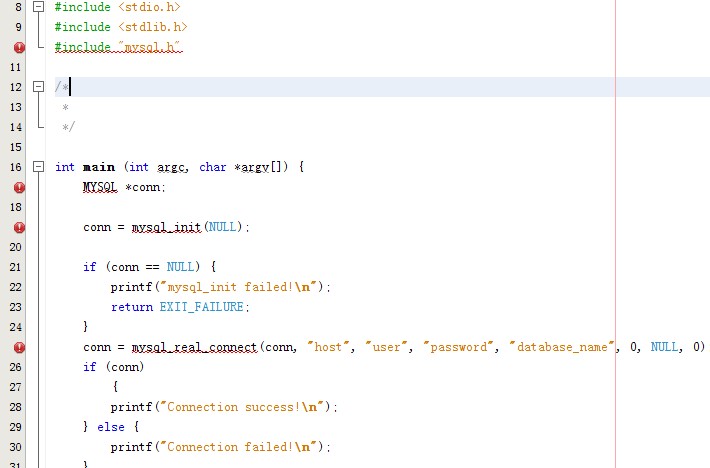 8 #include <stdio.h>
9 #include <stdlib.h>
#include "mysql.h"
11
12 /*
13 *
14 */
15
16 int main (int argc, char *argv[]) {
MYSQL *conn;
18
conn = mysql_init(NULL);
20
21 if (conn == NULL) {
22 printf("mysql_init failed!\n");
23 return EXIT_FAILURE;
24 }
conn = mysql_real_connect(conn, "host", "user", "password", "database_name", 0, NULL, 0)
26 if (conn)
27 {
28 printf("Connection success!\n");
29 } else {
30 printf("Connection failed!\n");
31 }